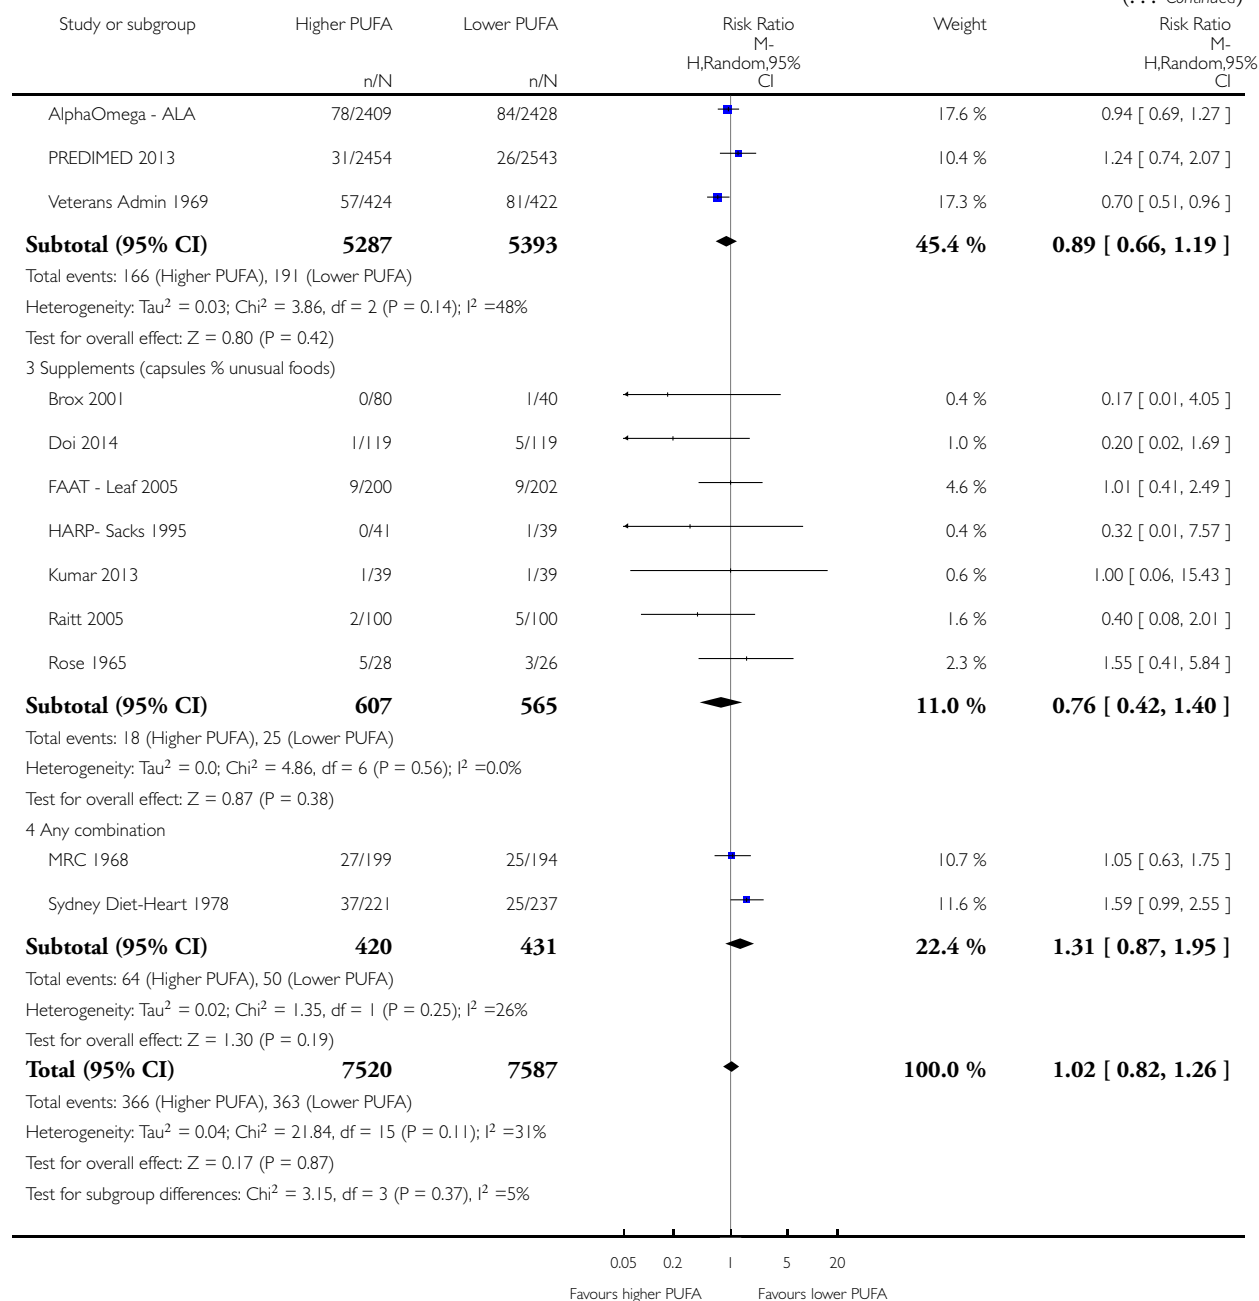 (... Continued)
Study or subgroup Higher PUFA Lower PUFA Risk Ratio Weight Risk Ratio
M- M-
H,Random,95% H,Random,95%
n/N n/N CI CI
AlphaOmega - ALA 78/2409 84/2428 17.6 % 0.94 [ 0.69, 1.27 ]
PREDIMED 2013 31/2454 26/2543 10.4 % 1.24 [ 0.74, 2.07 ]
Veterans Admin 1969 57/424 81/422 17.3 % 0.70 [ 0.51, 0.96 ]
Subtotal (95% CI) 5287 5393 45.4 % 0.89 [ 0.66, 1.19 ]
Total events: 166 (Higher PUFA), 191 (Lower PUFA)
Heterogeneity: Tau² = 0.03; Chi² = 3.86, df = 2 (P = 0.14); I² =48%
Test for overall effect: Z = 0.80 (P = 0.42)
3 Supplements (capsules % unusual foods)
Brox 2001 0/80 1/40 0.4 % 0.17 [ 0.01, 4.05 ]
Doi 2014 1/119 5/119 1.0 % 0.20 [ 0.02, 1.69 ]
FAAT - Leaf 2005 9/200 9/202 4.6 % 1.01 [ 0.41, 2.49 ]
HARP- Sacks 1995 0/41 1/39 0.4 % 0.32 [ 0.01, 7.57 ]
Kumar 2013 1/39 1/39 0.6 % 1.00 [ 0.06, 15.43 ]
Raitt 2005 2/100 5/100 1.6 % 0.40 [ 0.08, 2.01 ]
Rose 1965 5/28 3/26 2.3 % 1.55 [ 0.41, 5.84 ]
Subtotal (95% CI) 607 565 11.0 % 0.76 [ 0.42, 1.40 ]
Total events: 18 (Higher PUFA), 25 (Lower PUFA)
Heterogeneity: Tau² = 0.0; Chi² = 4.86, df = 6 (P = 0.56); I² =0.0%
Test for overall effect: Z = 0.87 (P = 0.38)
4 Any combination
MRC 1968 27/199 25/194 10.7 % 1.05 [ 0.63, 1.75 ]
Sydney Diet-Heart 1978 37/221 25/237 11.6 % 1.59 [ 0.99, 2.55 ]
Subtotal (95% CI) 420 431 22.4 % 1.31 [ 0.87, 1.95 ]
Total events: 64 (Higher PUFA), 50 (Lower PUFA)
Heterogeneity: Tau² = 0.02; Chi² = 1.35, df = 1 (P = 0.25); I² =26%
Test for overall effect: Z = 1.30 (P = 0.19)
Total (95% CI) 7520 7587 100.0 % 1.02 [ 0.82, 1.26 ]
Total events: 366 (Higher PUFA), 363 (Lower PUFA)
Heterogeneity: Tau² = 0.04; Chi² = 21.84, df = 15 (P = 0.11); I² =31%
Test for overall effect: Z = 0.17 (P = 0.87)
Test for subgroup differences: Chi² = 3.15, df = 3 (P = 0.37), I² =5%
0.05 0.2 1 5 20
Favours higher PUFA Favours lower PUFA